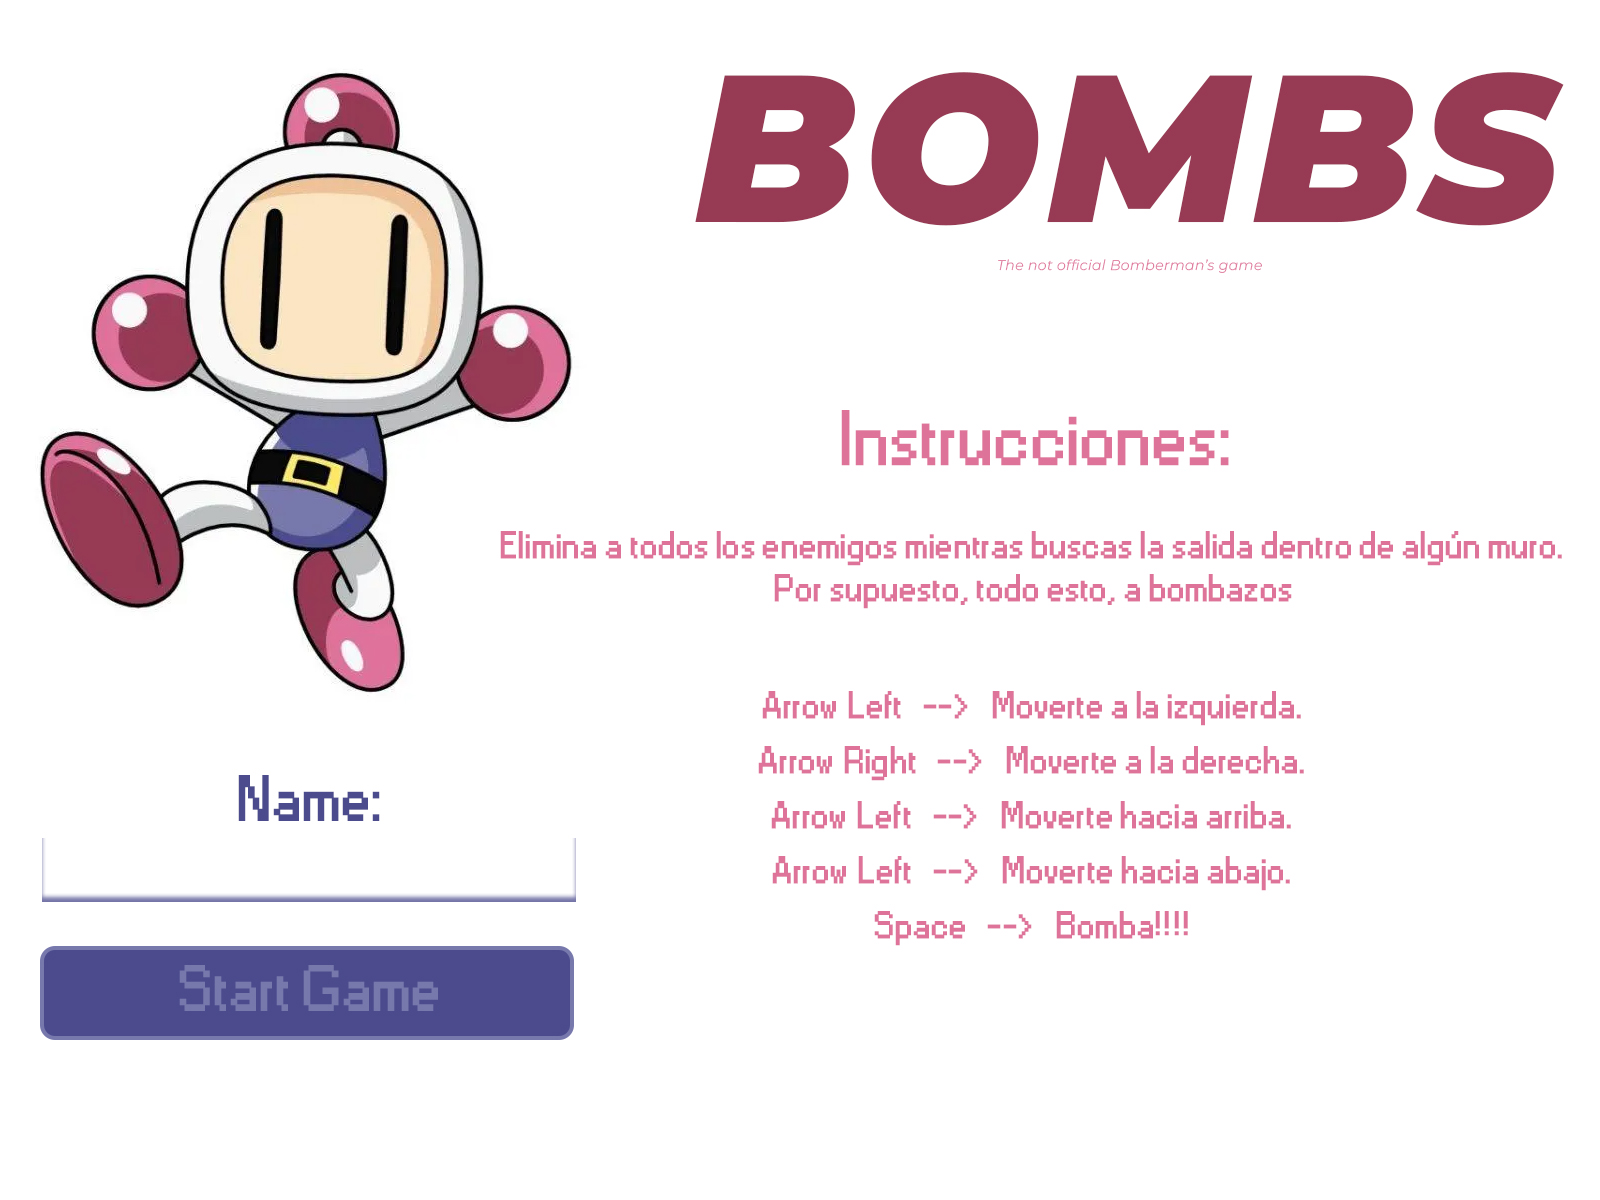 BOMBS
The not official Bomberman's game
Instrucciones:
Elimina a todos los enemigos mientras buscas la salida dentro de algún muro.
Por supuesto, todo esto, a bombazos
Arrow Left --> Moverte a la izquierda.
Arrow Right --> Moverte a la derecha.
Arrow Left --> Moverte hacia arriba.
Arrow Left --> Moverte hacia abajo.
Space --> Bomba!!!!
Name:
Start Game